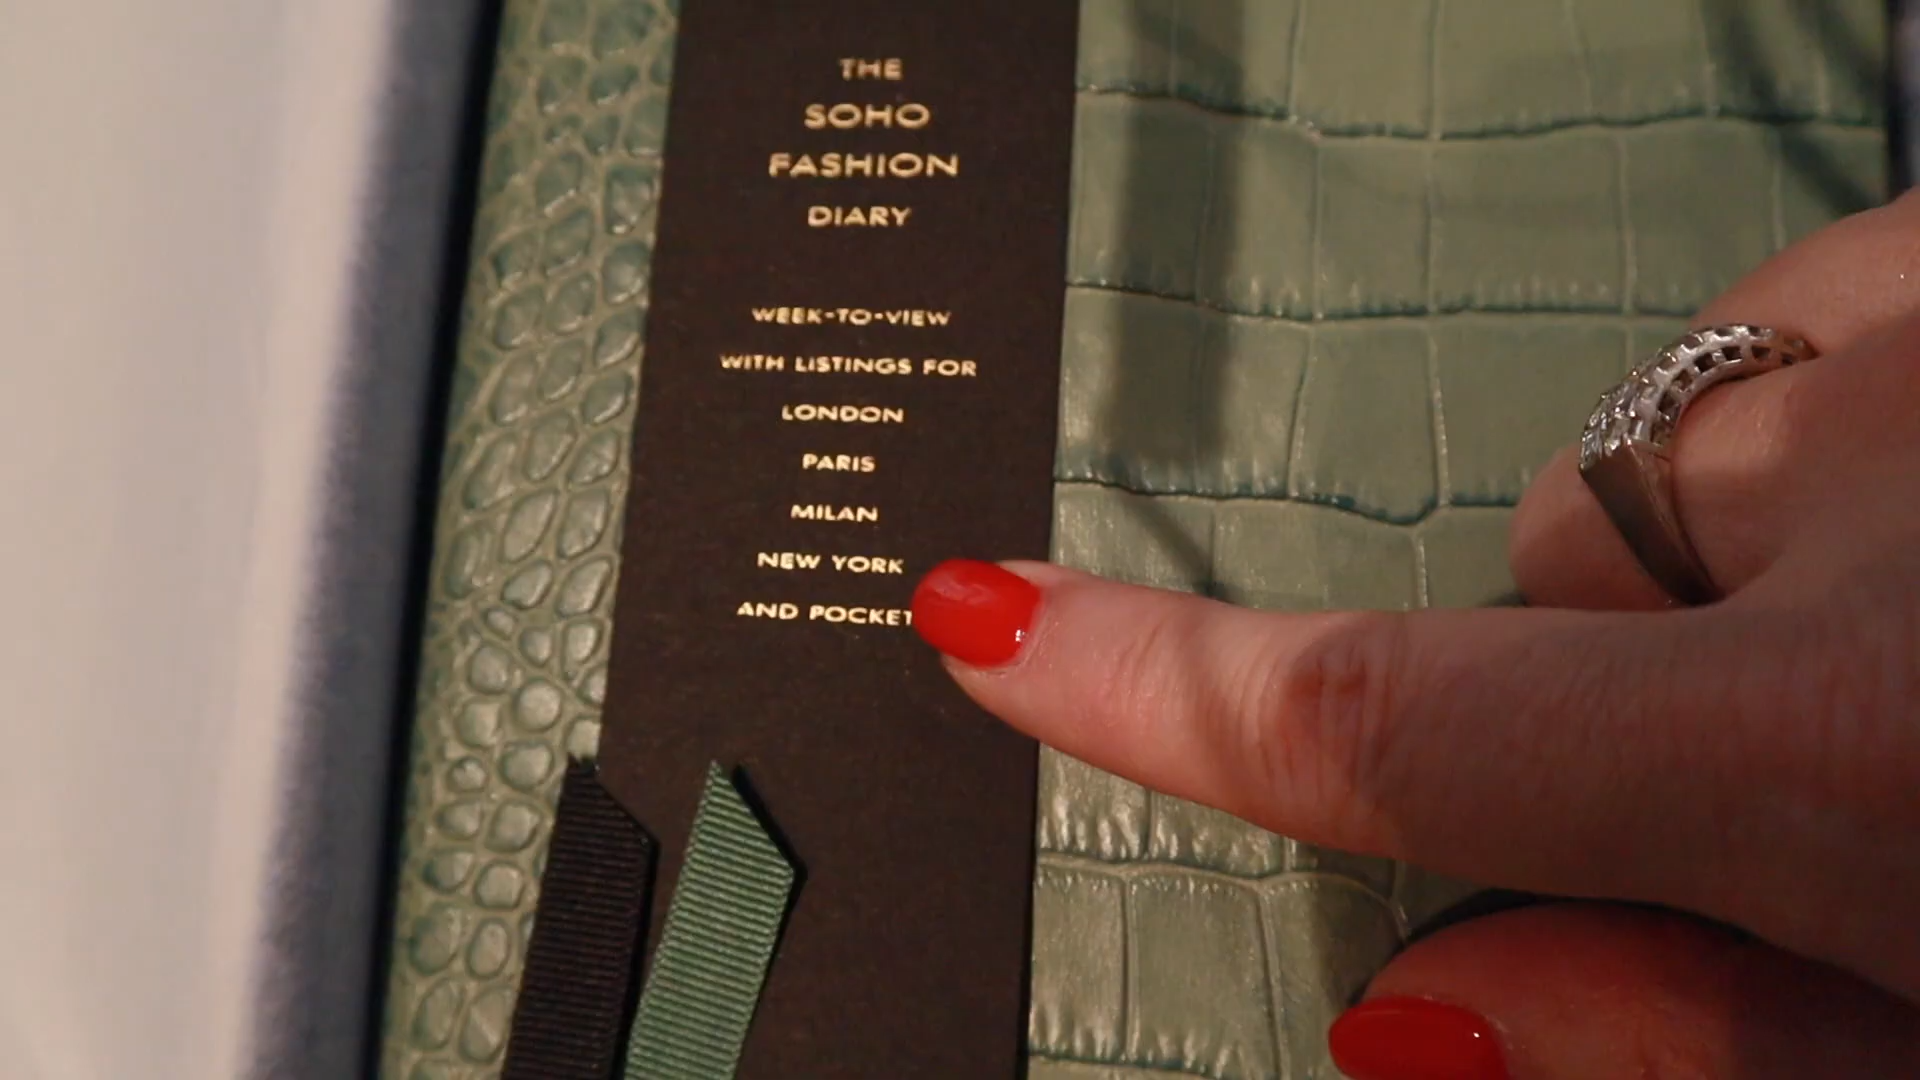 THE
SOHO
FASHION
DIARY
WEEK-TO-VIEW
WITH LISTINGS FOR
LONDON
PARIS
MILAN
NEW YORK
AND POCKET